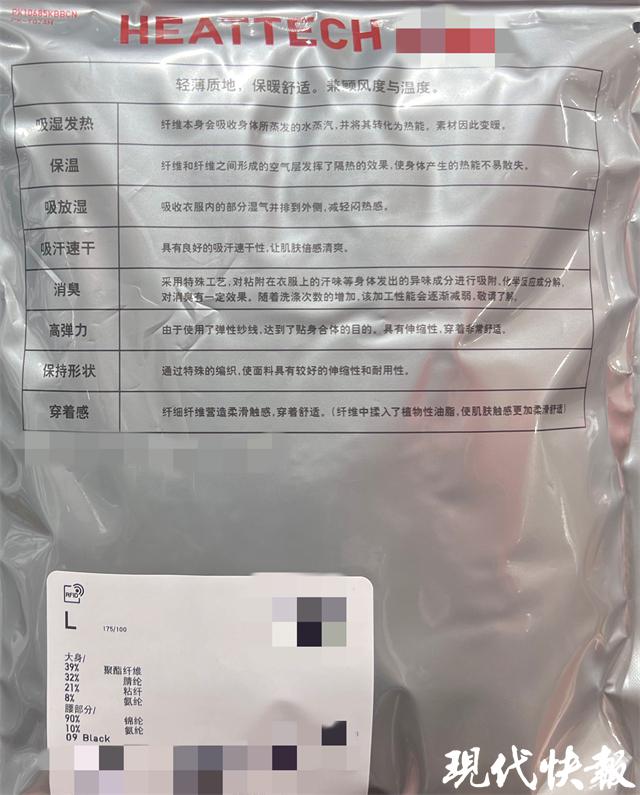 PK10685KBBCN
HEATTECH
轻薄质地，保暖舒适。兼顾风度与温度。
吸湿发热 纤维本身会吸收身体所蒸发的水蒸汽，并将其转化为热能。素材因此变暖。
保温 纤维和纤维之间形成的空气层发挥了隔热的效果，使身体产生的热能不易散失。
吸放湿 吸收衣服内的部分湿气并排到外侧，减轻闷热感。
吸汗速干 具有良好的吸汗速干性，让肌肤倍感清爽。
消臭 采用特殊工艺，对粘附在衣服上的汗味等身体发出的异味成分进行吸附，化学反应或分解，
对消臭有一定效果。随着洗涤次数的增加，该加工性能会逐渐减弱，敬请了解。
高弹力 由于使用了弹性纱线，达到了贴身合体的目的。具有伸缩性，穿着非常舒适。
保持形状 通过特殊的编织，使面料具有较好的伸缩性和耐用性。
穿着感 纤细纤维营造柔滑触感，穿着舒适。（纤维中揉入了植物性油脂，使肌肤触感更加柔滑舒适）
RFID
L 175/100
大身/
39% 聚酯纤维
32% 腈纶
21% 粘纤
8% 氨纶
腰部分/
90% 锦纶
10% 氨纶
09 Black
现代快報